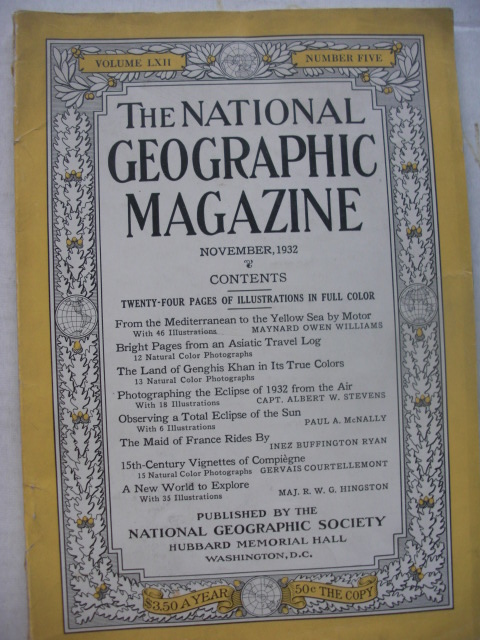 VOLUME LXII
NUMBER FIVE
THE NATIONAL
GEOGRAPHIC
MAGAZINE
NOVEMBER, 1932
CONTENTS
TWENTY-FOUR PAGES OF ILLUSTRATIONS IN FULL COLOR
From the Mediterranean to the Yellow Sea by Motor
With 46 Illustrations MAYNARD OWEN WILLIAMS
Bright Pages from an Asiatic Travel Log
12 Natural Color Photographs
The Land of Genghis Khan in Its True Colors
13 Natural Color Photographs
Photographing the Eclipse of 1932 from the Air
With 18 Illustrations CAPT. ALBERT W. STEVENS
Observing a Total Eclipse of the Sun
With 6 Illustrations PAUL A. McNALLY
The Maid of France Rides By
INEZ BUFFINGTON RYAN
15th-Century Vignettes of Compiègne
15 Natural Color Photographs GERVAIS COURTELLEMONT
A New World to Explore
With 35 Illustrations MAJ. R. W. G. HINGSTON
PUBLISHED BY THE
NATIONAL GEOGRAPHIC SOCIETY
HUBBARD MEMORIAL HALL
WASHINGTON, D.C.
$3.50 A YEAR
50¢ THE COPY